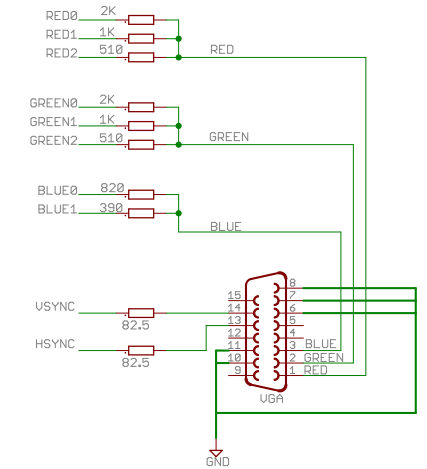 RED0 2K
RED1 1K
RED2 510 RED
GREEN0 2K
GREEN1 1K
GREEN2 510 GREEN
BLUE0 820
BLUE1 390
BLUE
8
15 7
VSYNC 14 6
82.5 13 5
12 4
HSYNC 11 3 BLUE
82.5 10 2 GREEN
9 1 RED
VGA
GND